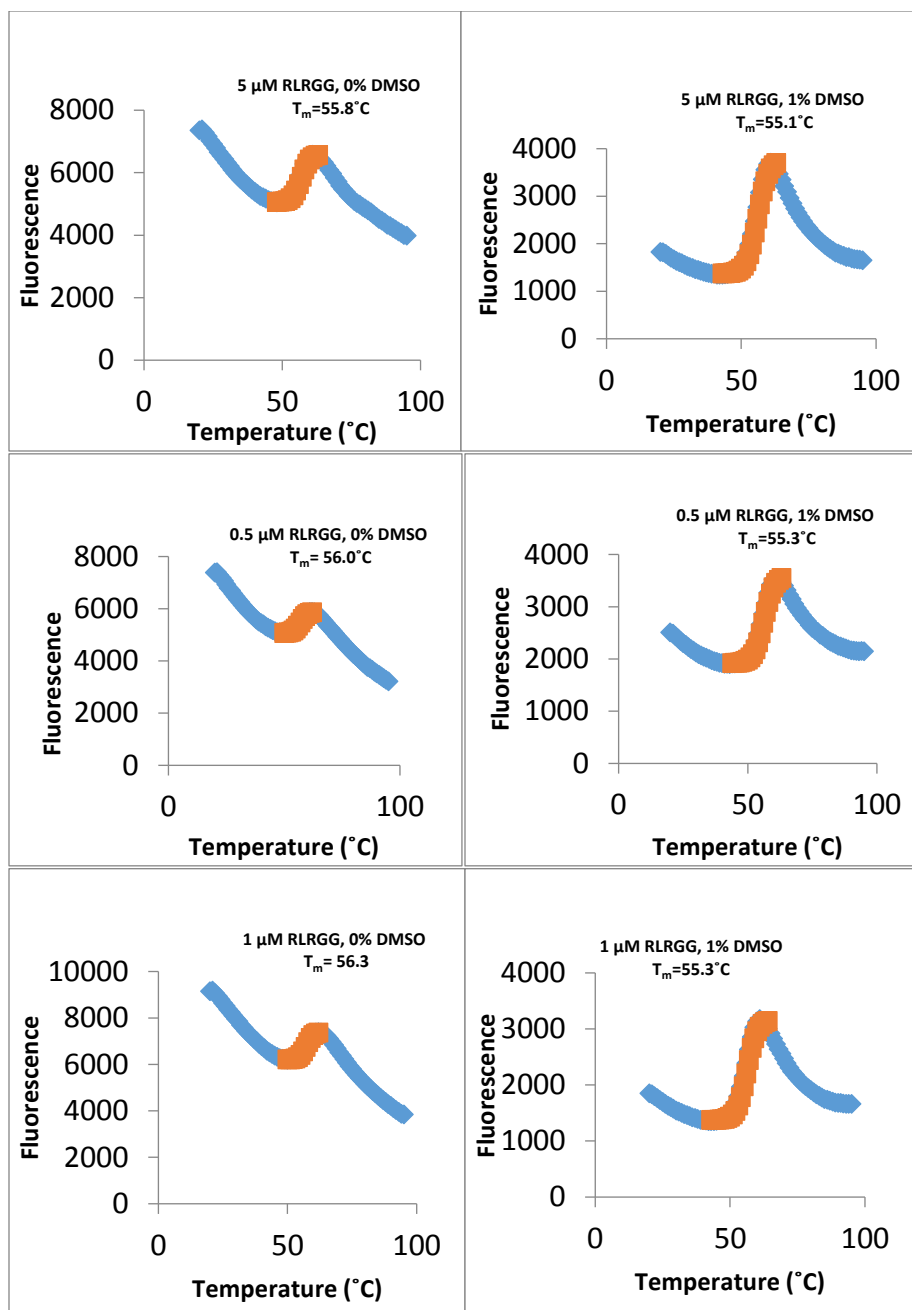 5 µM RLRGG, 0% DMSO
Tm=55.8˚C
8000
6000
4000
2000
0
Fluorescence
0 50 100
Temperature (˚C)
5 µM RLRGG, 1% DMSO
Tm=55.1˚C
4000
3000
2000
1000
0
Fluorescence
0 50 100
Temperature (˚C)
0.5 µM RLRGG, 0% DMSO
Tm= 56.0˚C
8000
6000
4000
2000
0
Fluorescence
0 100
Temperature (˚C)
0.5 µM RLRGG, 1% DMSO
Tm=55.3˚C
4000
3000
2000
1000
0
Fluorescence
0 50 100
Temperature (˚C)
1 µM RLRGG, 0% DMSO
Tm= 56.3
10000
8000
6000
4000
2000
0
Fluorescence
0 50 100
Temperature (˚C)
1 µM RLRGG, 1% DMSO
Tm=55.3˚C
4000
3000
2000
1000
0
Fluorescence
0 50 100
Temperature (˚C)